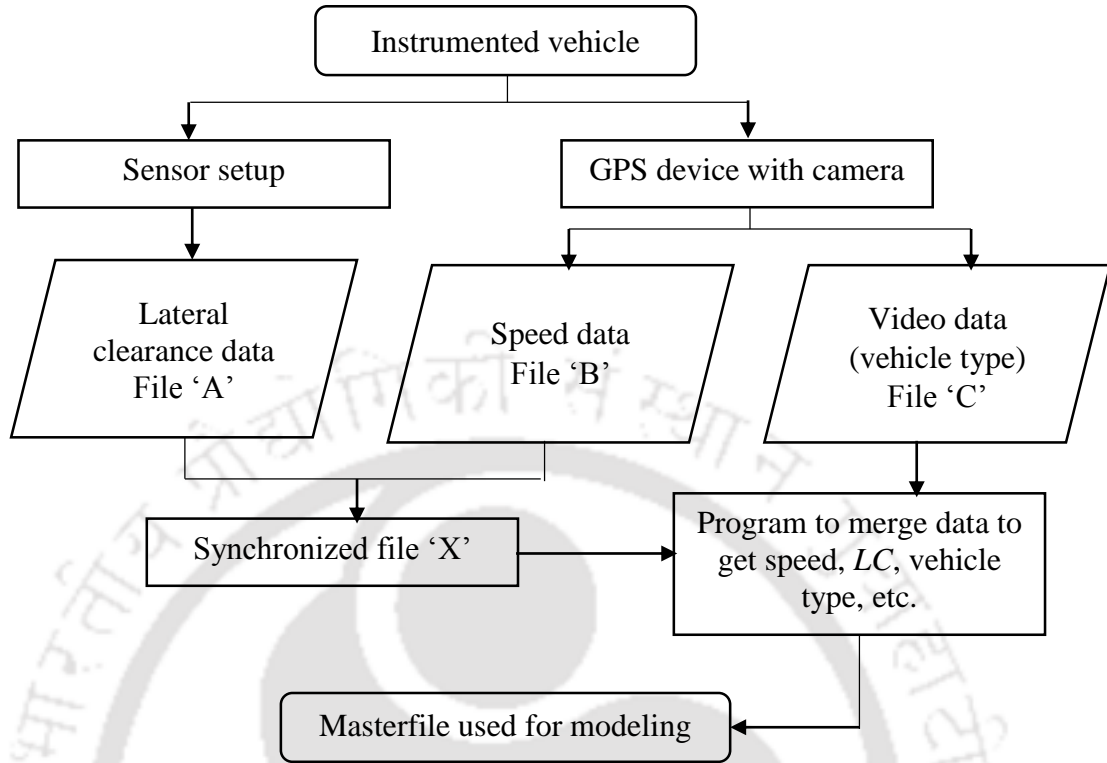 Instrumented vehicle
Sensor setup
GPS device with camera
Lateral
clearance data
File ‘A’
Speed data
File ‘B’
Video data
(vehicle type)
File ‘C’
Synchronized file ‘X’
Program to merge data to
get speed, LC, vehicle
type, etc.
Masterfile used for modeling